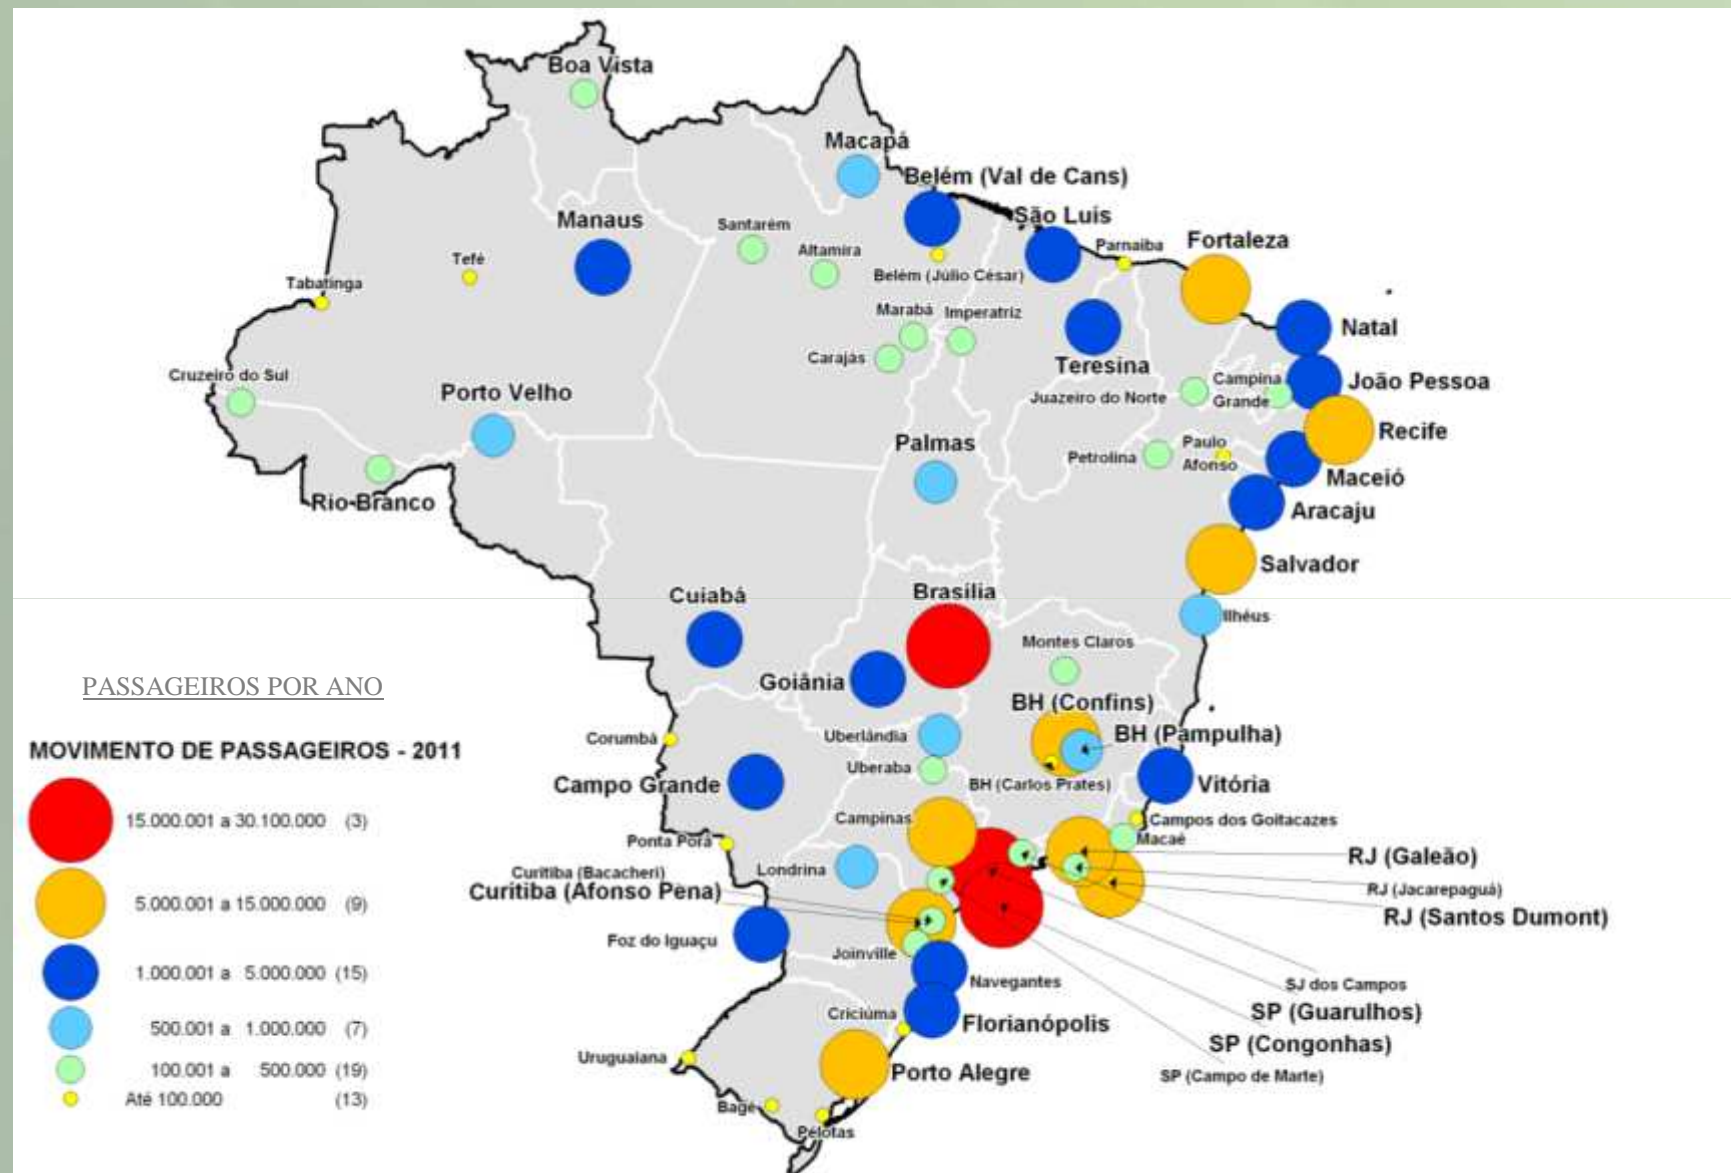 Boa Vista
Macapá
Belém (Val de Cans)
São Luis
Manaus
Santarém
Altamira
Parnaiba
Fortaleza
Tefé
Belém (Júlio César)
Tabatinga
Marabá
Imperatriz
Natal
Carajás
Teresina
Cruzeiro do Sul
Porto Velho
Juazeiro do Norte
Campina
Grande
João Pessoa
Recife
Palmas
Petrolina
Paulo
Afonso
Maceió
Rio Branco
Aracaju
Salvador
Cuiabá
Brasília
Ilhéus
Montes Claros
Goiânia
BH (Confins)
PASSAGEIROS POR ANO
Corumbá
Uberlândia
BH (Pampulha)
MOVIMENTO DE PASSAGEIROS - 2011
Uberaba
Campo Grande
BH (Carlos Prates)
Vitória
15.000.001 a 30.100.000 (3)
Campinas
Campos dos Goitacazes
Macaé
Ponta Porã
RJ (Galeão)
Londrina
Curitiba (Bacacheri)
RJ (Jacarepaguá)
Curitiba (Afonso Pena)
5.000.001 a 15.000.000 (9)
RJ (Santos Dumont)
Foz do Iguaçu
Joinville
1.000.001 a 5.000.000 (15)
Navegantes
SJ dos Campos
Criciúma
SP (Guarulhos)
Florianópolis
500.001 a 1.000.000 (7)
SP (Congonhas)
Uruguaiana
100.001 a 500.000 (19)
Porto Alegre
SP (Campo de Marte)
Até 100.000 (13)
Bagé
Pelotas